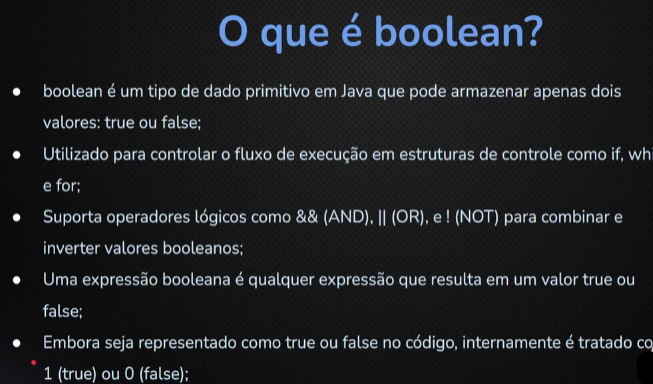 O que é boolean?
boolean é um tipo de dado primitivo em Java que pode armazenar apenas dois
valores: true ou false;
Utilizado para controlar o fluxo de execução em estruturas de controle como if,
e for;
Suporta operadores lógicos como && (AND), || (OR), e ! (NOT) para combinar e
inverter valores booleanos;
Uma expressão booleana é qualquer expressão que resulta em um valor true ou
false;
Embora seja representado como true ou false no código, internamente é tratado
1 (true) ou 0 (false);